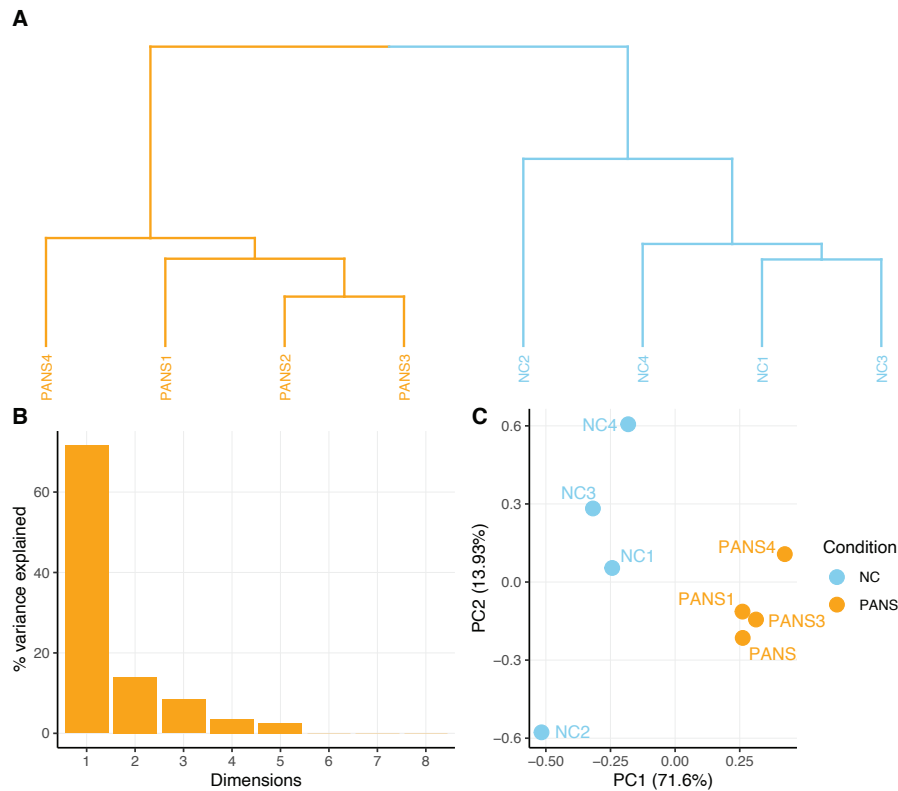 A
PANS4
PANS1
PANS2
PANS3
NC2
NC4
NC1
NC3
B
% variance explained
60
40
20
0
1 2 3 4 5 6 7 8
Dimensions
C
PC2 (13.93%)
0.6
0.3
0.0
−0.3
−0.6
NC4
NC3
NC1
PANS4
PANS1
PANS3
PANS
NC2
−0.50 −0.25 0.00 0.25
PC1 (71.6%)
Condition
NC
PANS